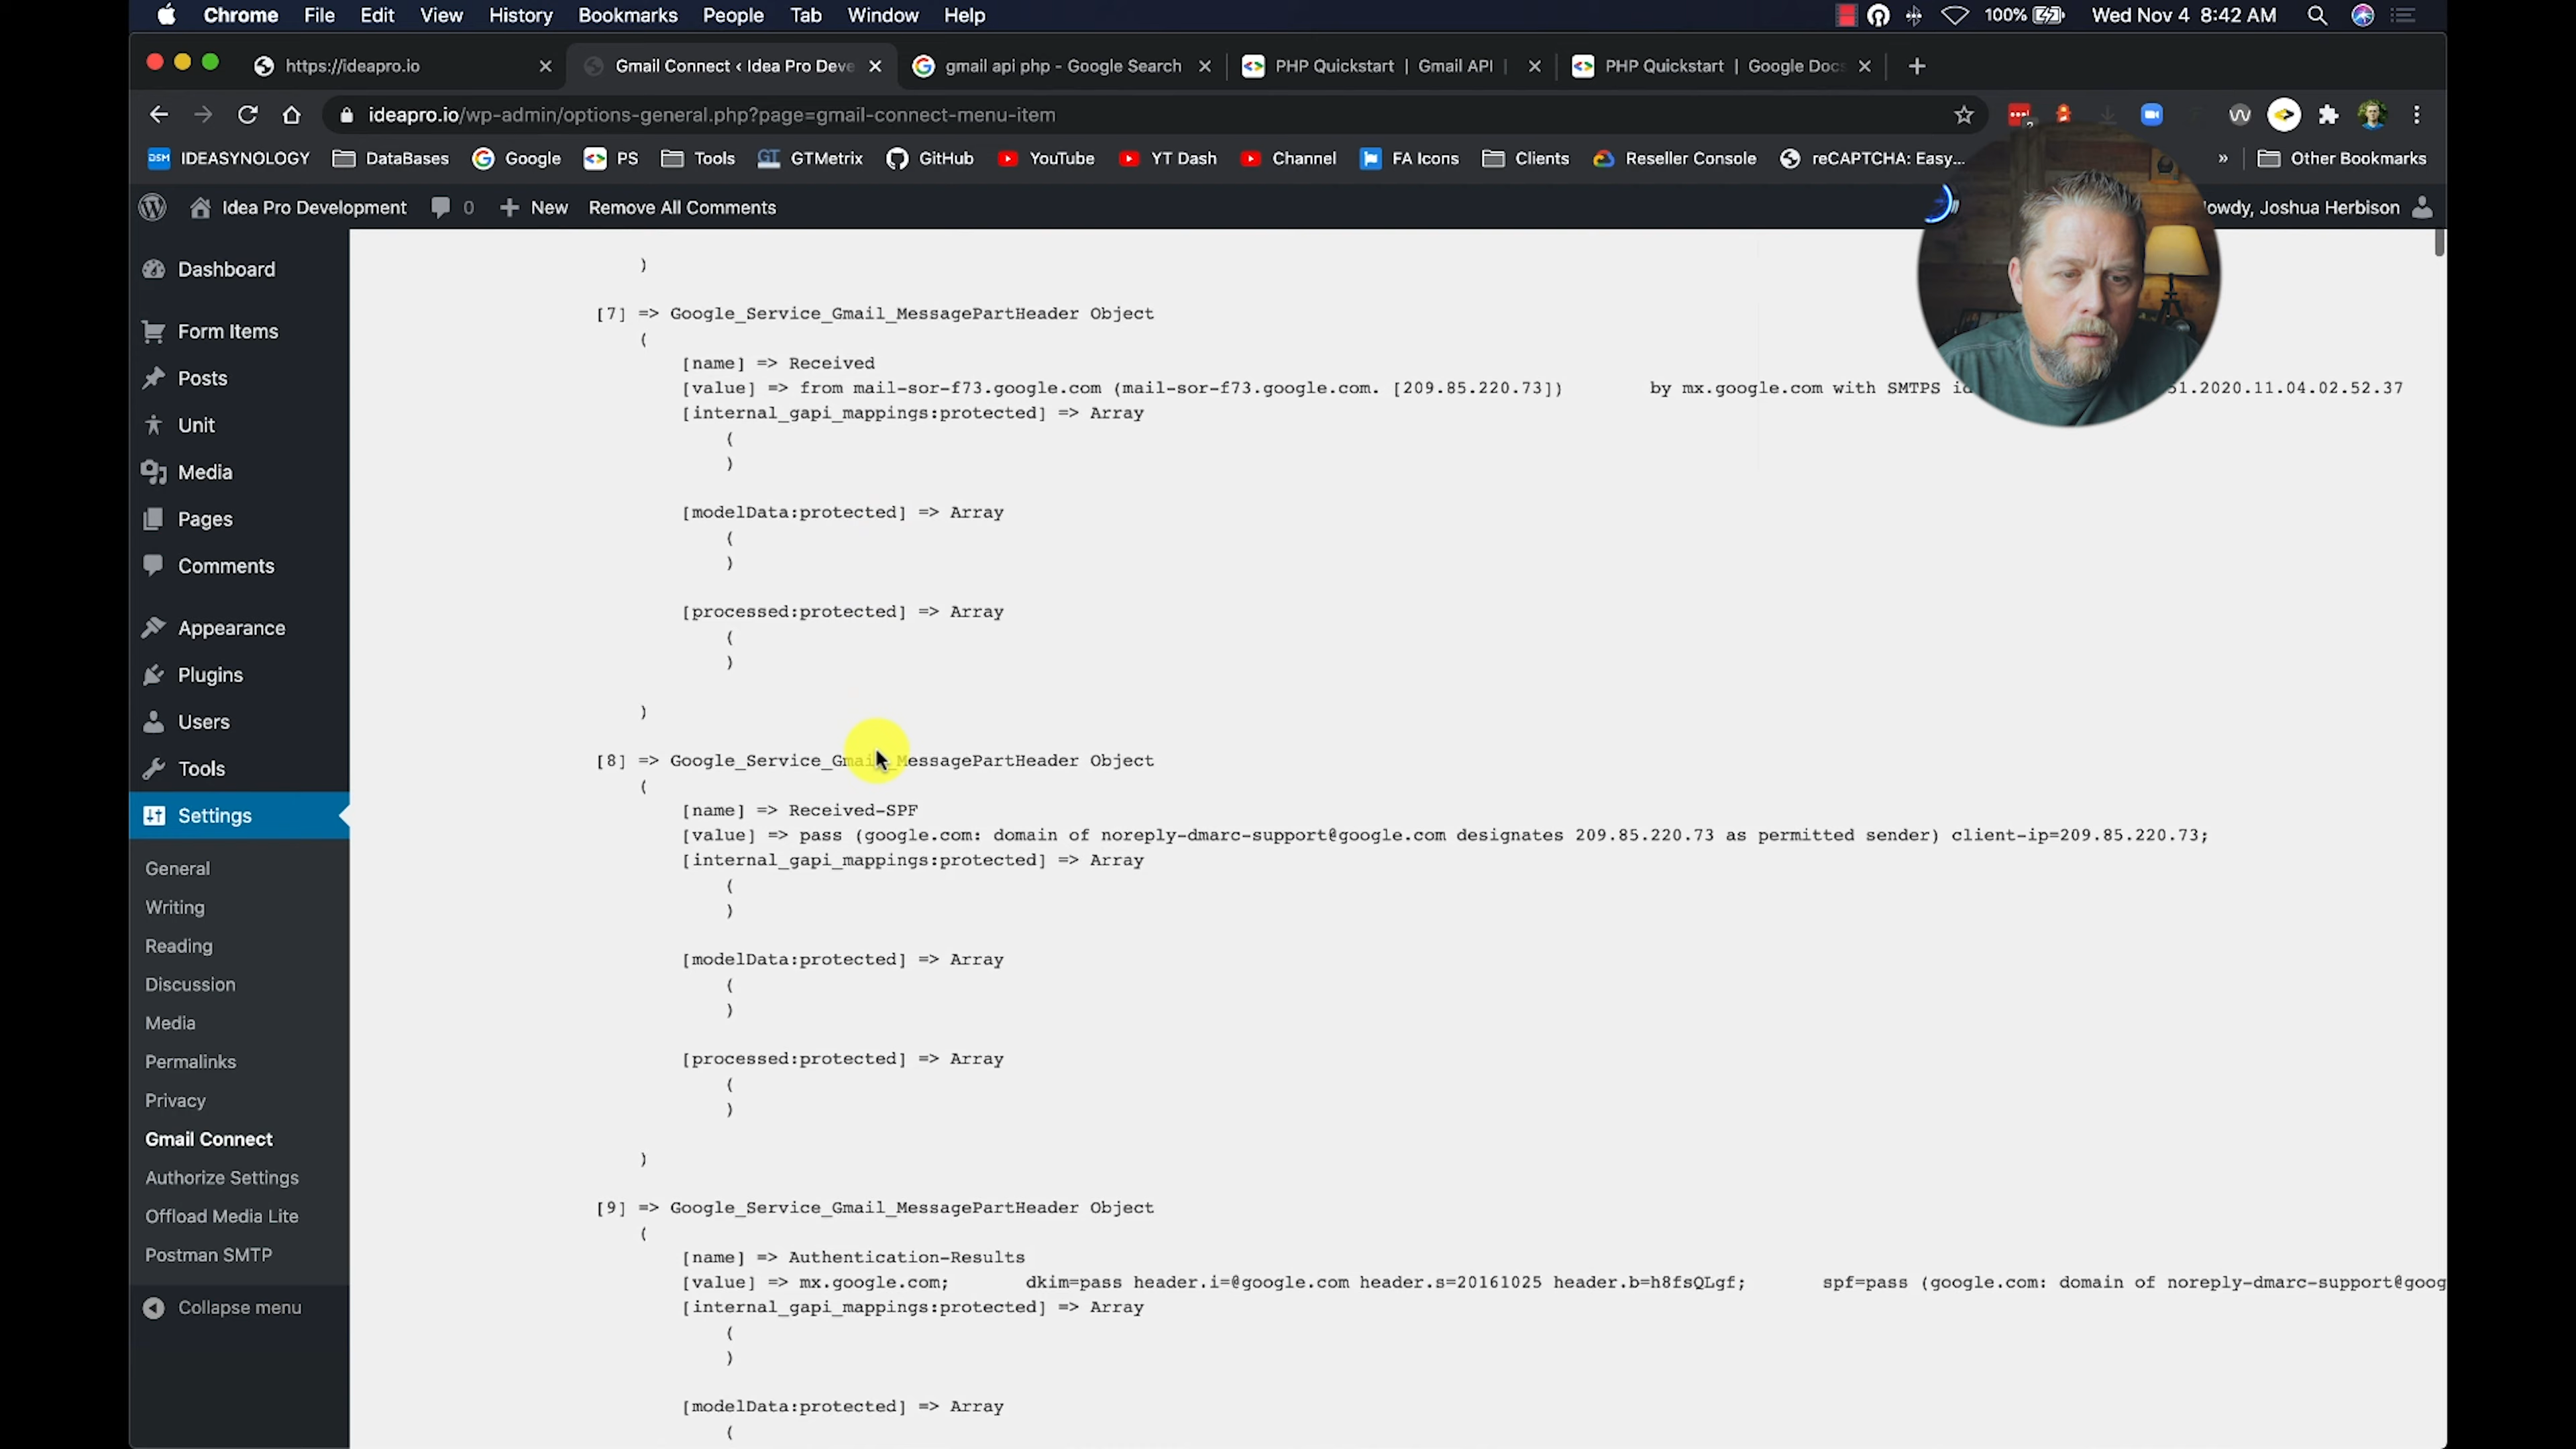 Chrome File Edit View History Bookmarks People Tab Window Help 100% Wed Nov 4 8:42 AM
https://ideapro.io Gmail Connect ‹ Idea Pro Deve gmail api php - Google Search PHP Quickstart | Gmail API | PHP Quickstart | Google Docs
ideapro.io/wp-admin/options-general.php?page=gmail-connect-menu-item
DSM IDEASYNOLOGY DataBases Google PS Tools GT GTMetrix GitHub YouTube YT Dash Channel FA Icons Clients Reseller Console reCAPTCHA: Easy... » Other Bookmarks
Idea Pro Development 0 New Remove All Comments Joshua Herbison
Dashboard
Form Items
Posts
Unit
Media
Pages
Comments
Appearance
Plugins
Users
Tools
Settings
General
Writing
Reading
Discussion
Media
Permalinks
Privacy
Gmail Connect
Authorize Settings
Offload Media Lite
Postman SMTP
Collapse menu
)
[7] => Google_Service_Gmail_MessagePartHeader Object
(
[name] => Received
[value] => from mail-sor-f73.google.com (mail-sor-f73.google.com. [209.85.220.73]) by mx.google.com with SMTPS 2020.11.04.02.52.37
[internal_gapi_mappings:protected] => Array
(
)
[modelData:protected] => Array
(
)
[processed:protected] => Array
(
)
)
[8] => Google_Service_Gmail_MessagePartHeader Object
(
[name] => Received-SPF
[value] => pass (google.com: domain of noreply-dmarc-support@google.com designates 209.85.220.73 as permitted sender) client-ip=209.85.220.73;
[internal_gapi_mappings:protected] => Array
(
)
[modelData:protected] => Array
(
)
[processed:protected] => Array
(
)
)
[9] => Google_Service_Gmail_MessagePartHeader Object
(
[name] => Authentication-Results
[value] => mx.google.com; dkim=pass header.i=@google.com header.s=20161025 header.b=h8fsQLgf; spf=pass (google.com: domain of noreply-dmarc-support@goog
[internal_gapi_mappings:protected] => Array
(
)
[modelData:protected] => Array
(